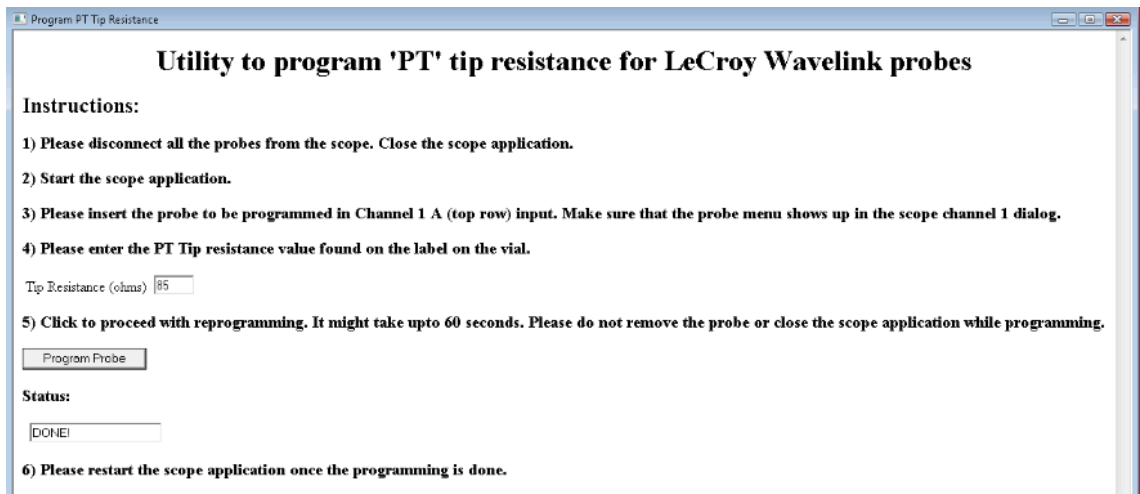 Program PT Tip Resistance
Utility to program 'PT' tip resistance for LeCroy Wavelink probes
Instructions:
1) Please disconnect all the probes from the scope. Close the scope application.
2) Start the scope application.
3) Please insert the probe to be programmed in Channel 1 A (top row) input. Make sure that the probe menu shows up in the scope channel 1 dialog.
4) Please enter the PT Tip resistance value found on the label on the vial.
Tip Resistance (ohms) 85
5) Click to proceed with reprogramming. It might take upto 60 seconds. Please do not remove the probe or close the scope application while programming.
Program Probe
Status:
DONE!
6) Please restart the scope application once the programming is done.